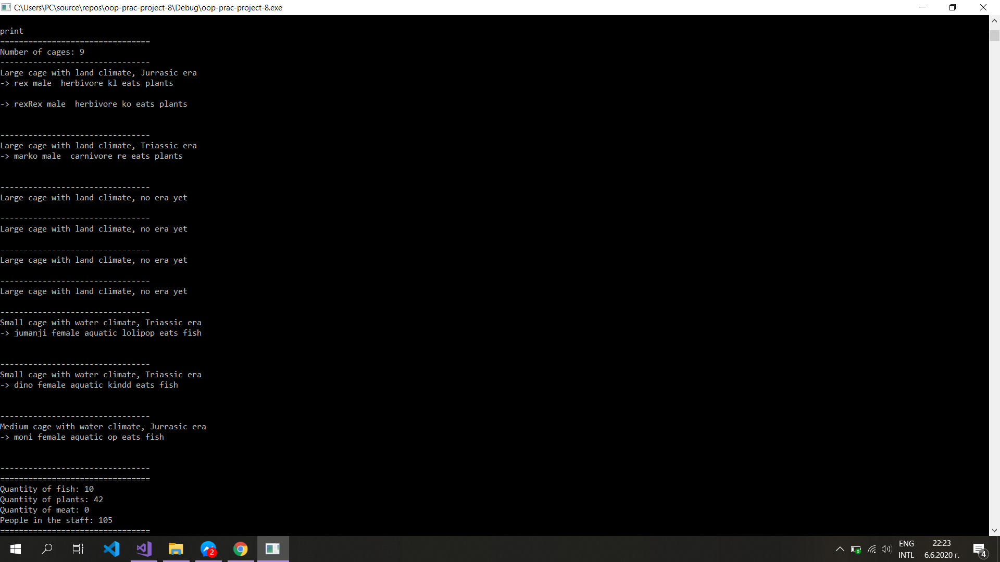 C:\Users\PC\source\repos\oop-prac-project-8\Debug\oop-prac-project-8.exe
print
================================
Number of cages: 9
--------------------------------
Large cage with land climate, Jurrasic era
-> rex male  herbivore kl eats plants
-> rexRex male  herbivore ko eats plants
--------------------------------
Large cage with land climate, Triassic era
-> marko male  carnivore re eats plants
--------------------------------
Large cage with land climate, no era yet
--------------------------------
Large cage with land climate, no era yet
--------------------------------
Large cage with land climate, no era yet
--------------------------------
Large cage with land climate, no era yet
--------------------------------
Small cage with water climate, Triassic era
-> jumanji female aquatic lolipop eats fish
--------------------------------
Small cage with water climate, Triassic era
-> dino female aquatic kindd eats fish
--------------------------------
Medium cage with water climate, Jurrasic era
-> moni female aquatic op eats fish
--------------------------------
================================
Quantity of fish: 10
Quantity of plants: 42
Quantity of meat: 0
People in the staff: 105
================================
2
ENG
INTL
22:23
6.6.2020 г.
4